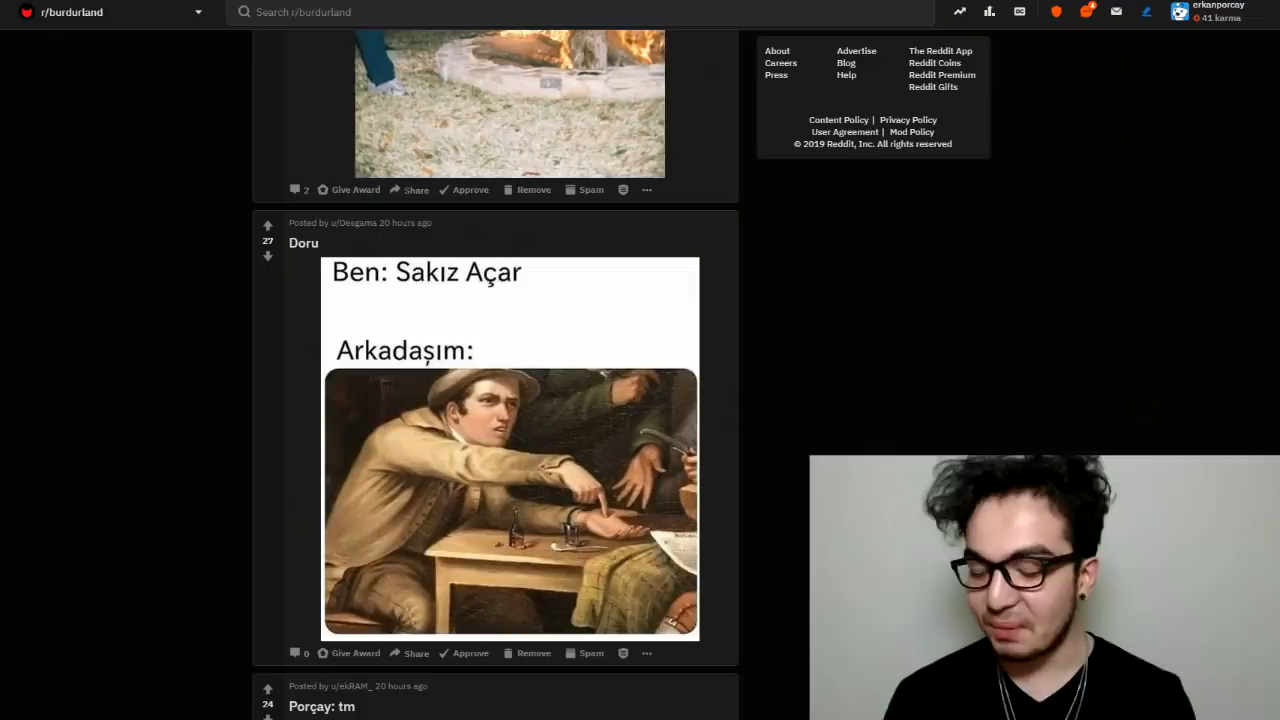 r/burdurland
Search r/burdurland
4
erkanporcay
41 karma
About
Careers
Press
Advertise
Blog
Help
The Reddit App
Reddit Coins
Reddit Premium
Reddit Gifts
Content Policy | Privacy Policy
User Agreement | Mod Policy
© 2019 Reddit, Inc. All rights reserved
2 Give Award Share Approve Remove Spam
Posted by u/Desgama 20 hours ago
27
Doru
Ben: Sakız Açar
Arkadaşım:
0 Give Award Share Approve Remove Spam
Posted by u/ekRAM_ 20 hours ago
24
Porçay: tm